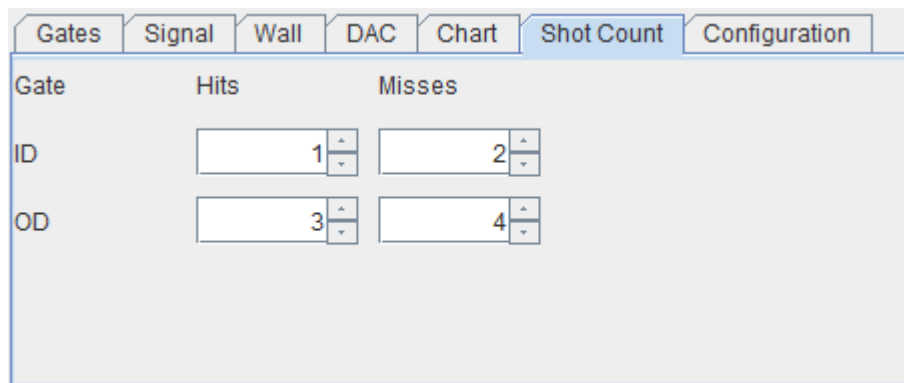 Gates Signal Wall DAC Chart Shot Count Configuration
Gate Hits Misses
ID 1 2
OD 3 4